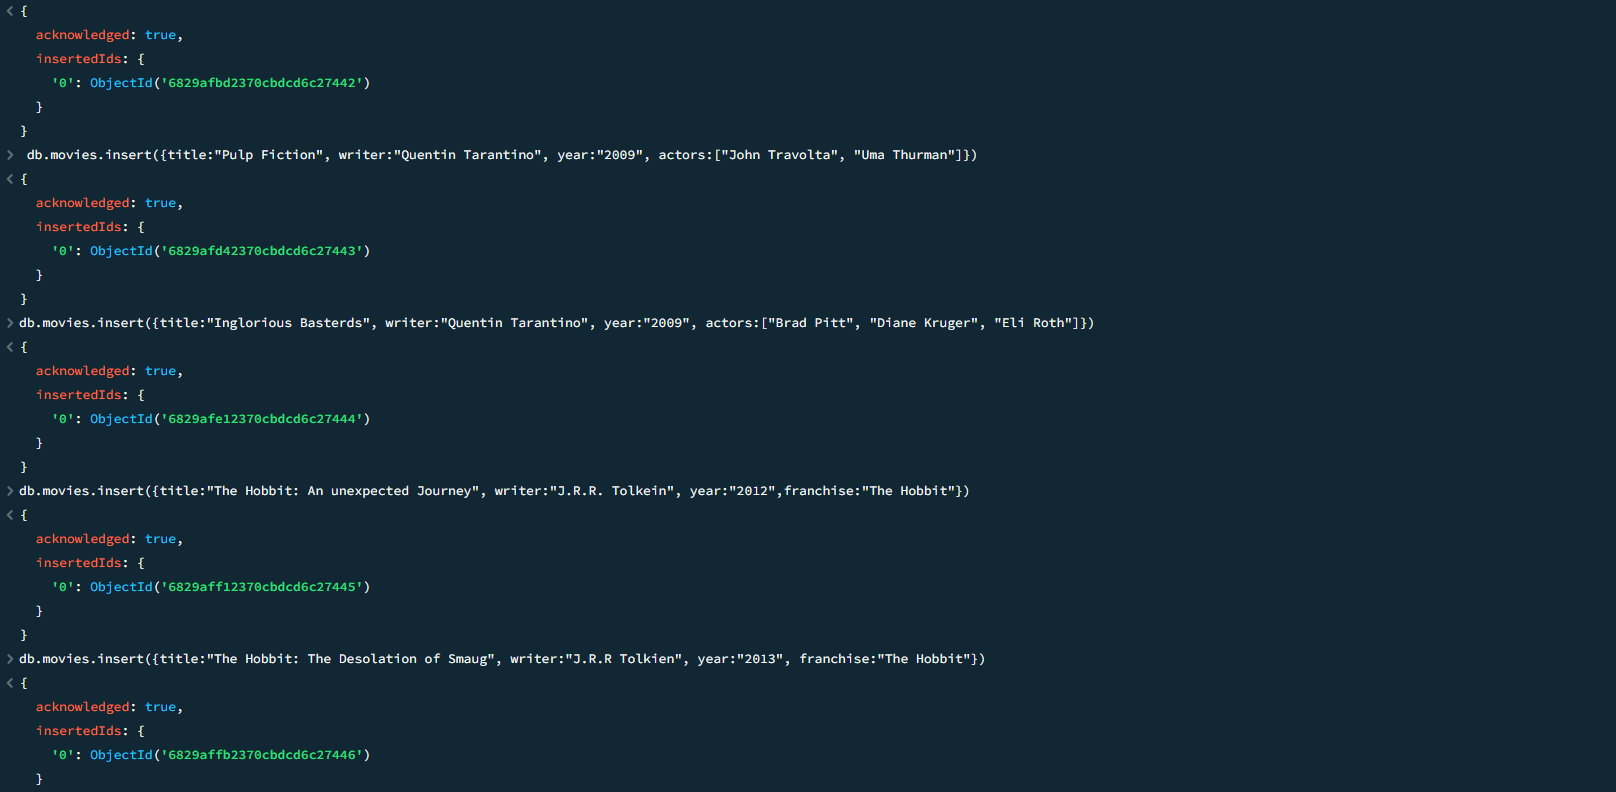 < {
acknowledged: true,
insertedIds: {
'0': ObjectId('6829afbd2370cbdcd6c27442')
}
}
> db.movies.insert({title:"Pulp Fiction", writer:"Quentin Tarantino", year:"2009", actors:["John Travolta", "Uma Thurman"]})
< {
acknowledged: true,
insertedIds: {
'0': ObjectId('6829afd42370cbdcd6c27443')
}
}
> db.movies.insert({title:"Inglorious Basterds", writer:"Quentin Tarantino", year:"2009", actors:["Brad Pitt", "Diane Kruger", "Eli Roth"]})
< {
acknowledged: true,
insertedIds: {
'0': ObjectId('6829afe12370cbdcd6c27444')
}
}
> db.movies.insert({title:"The Hobbit: An unexpected Journey", writer:"J.R.R. Tolkein", year:"2012",franchise:"The Hobbit"})
< {
acknowledged: true,
insertedIds: {
'0': ObjectId('6829aff12370cbdcd6c27445')
}
}
> db.movies.insert({title:"The Hobbit: The Desolation of Smaug", writer:"J.R.R Tolkien", year:"2013", franchise:"The Hobbit"})
< {
acknowledged: true,
insertedIds: {
'0': ObjectId('6829affb2370cbdcd6c27446')
}